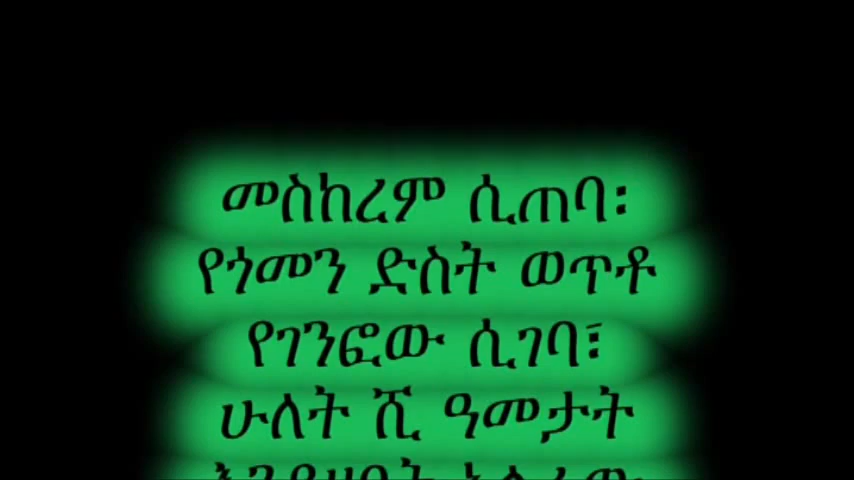 መስከረም ሲጠባ፡
የጎመን ድስት ወጥቶ
የገንፎው ሲገባ፣
ሁለት ሺ ዓመታት